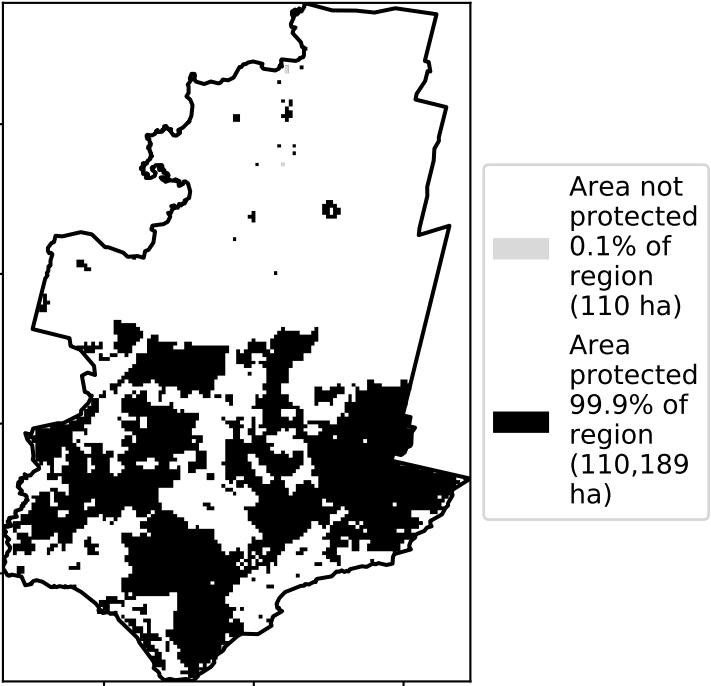 Area not
protected
0.1% of
region
(110 ha)
Area
protected
99.9% of
region
(110,189
ha)